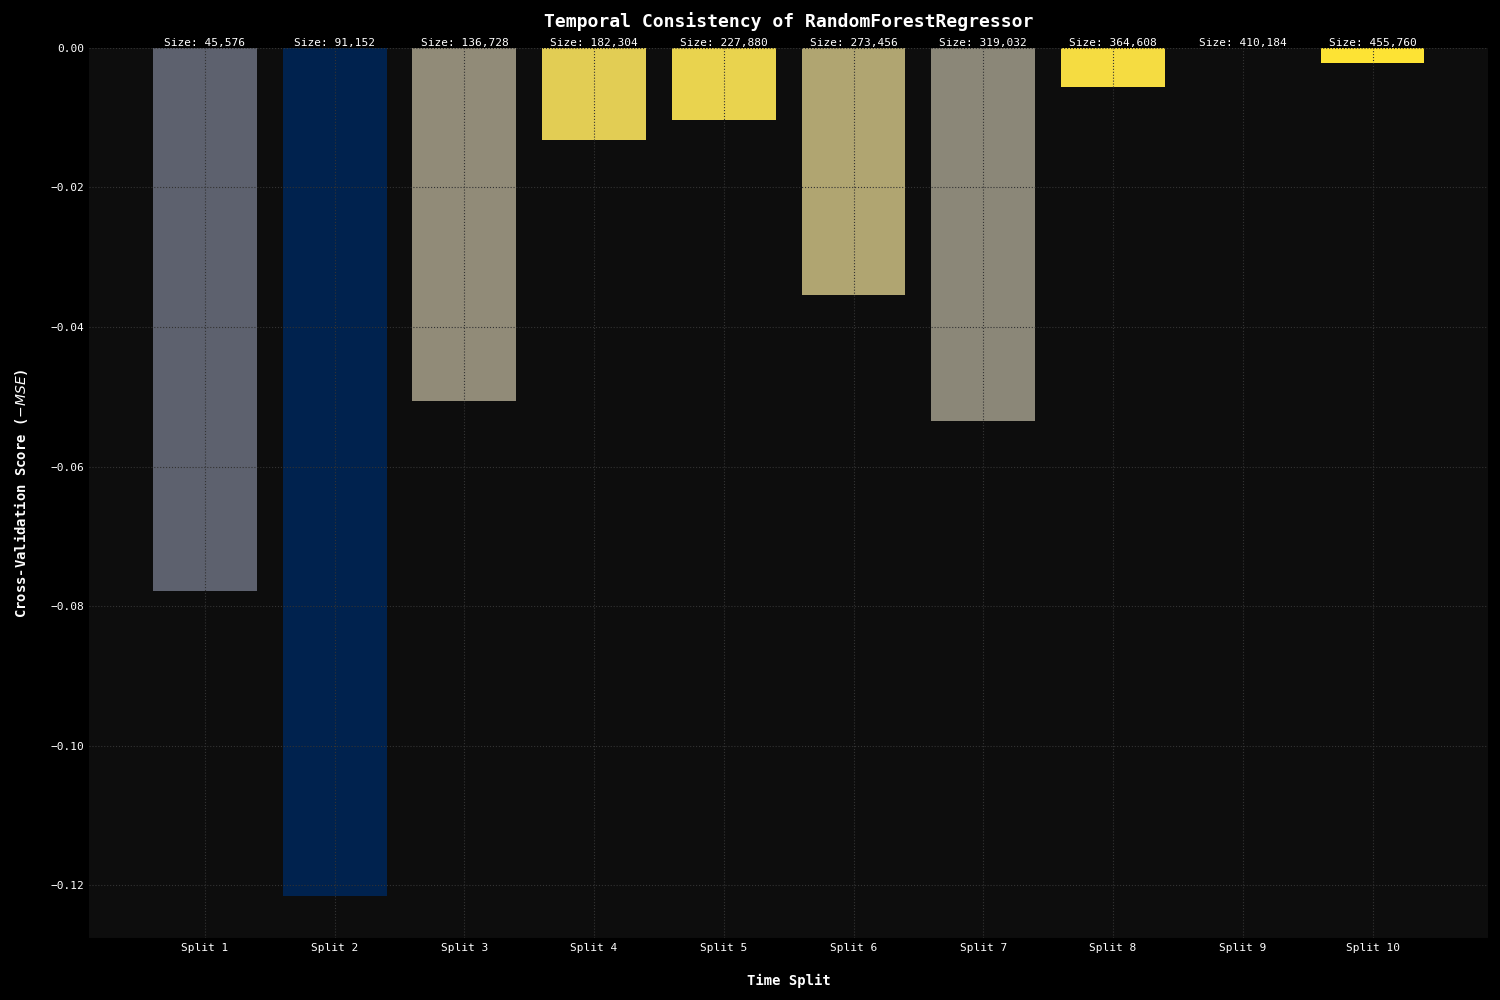 Temporal Consistency of RandomForestRegressor
Size: 45,576
Size: 91,152
Size: 136,728
Size: 182,304
Size: 227,880
Size: 273,456
Size: 319,032
Size: 364,608
Size: 410,184
Size: 455,760
0.00
−0.02
−0.04
−0.06
−0.08
−0.10
−0.12
Cross-Validation Score (−MSE)
Split 1
Split 2
Split 3
Split 4
Split 5
Split 6
Split 7
Split 8
Split 9
Split 10
Time Split